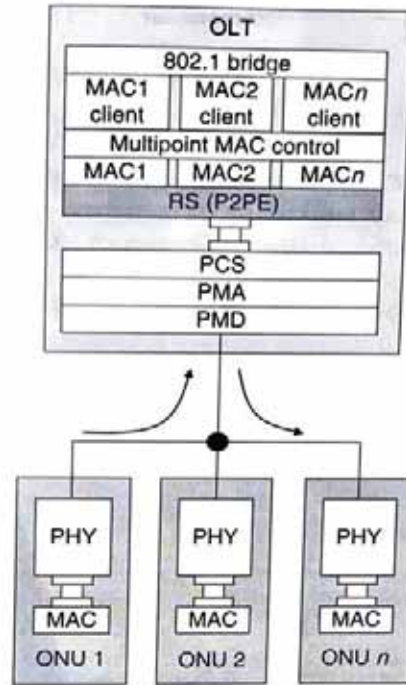 OLT
802.1 bridge
MAC1 client
MAC2 client
MACn client
Multipoint MAC control
MAC1 MAC2 MACn
RS (P2PE)
PCS
PMA
PMD
PHY PHY PHY
MAC MAC MAC
ONU 1 ONU 2 ONU n